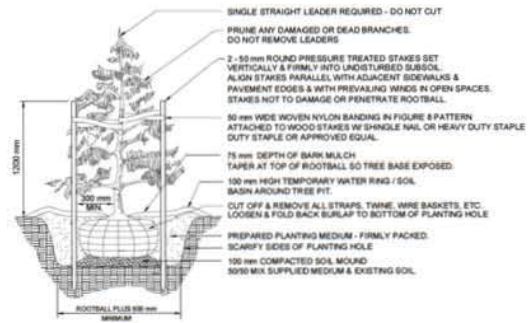 SINGLE STRAIGHT LEADER REQUIRED - DO NOT CUT
PRUNE ANY DAMAGED OR DEAD BRANCHES.
DO NOT REMOVE LEADERS
2 - 50 mm ROUND PRESSURE TREATED STAKES SET
VERTICALLY & FIRMLY INTO UNDISTURBED SUBSOIL.
ALIGN STAKES PARALLEL WITH ADJACENT SIDEWALKS &
PAVEMENT EDGES & WITH PREVAILING WINDS IN OPEN SPACES.
STAKES NOT TO DAMAGE OR PENETRATE ROOTBALL.
50 mm WIDE WOVEN NYLON BANDING IN FIGURE 8 PATTERN
ATTACHED TO WOOD STAKES W/ SHINGLE NAIL OR HEAVY DUTY STAPLE
DUTY STAPLE OR APPROVED EQUAL.
75 mm DEPTH OF BARK MULCH
TAPER AT TOP OF ROOTBALL SO TREE BASE EXPOSED.
100 mm HIGH TEMPORARY WATER RING / SOIL
BASIN AROUND TREE PIT.
CUT OFF & REMOVE ALL STRAPS, TWINE, WIRE BASKETS, ETC.
LOOSEN & FOLD BACK BURLAP TO BOTTOM OF PLANTING HOLE
PREPARED PLANTING MEDIUM - FIRMLY PACKED.
SCARIFY SIDES OF PLANTING HOLE
100 mm COMPACTED SOIL MOUND
50/50 MIX SUPPLIED MEDIUM & EXISTING SOIL
1200 mm
300 mm
MIN.
ROOTBALL PLUS 600 mm
MINIMUM